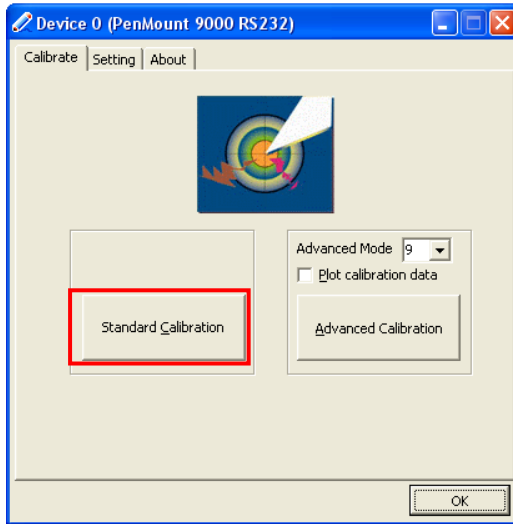 Device 0 (PenMount 9000 RS232)
Calibrate Setting About
Advanced Mode 9
Plot calibration data
Standard Calibration
Advanced Calibration
OK